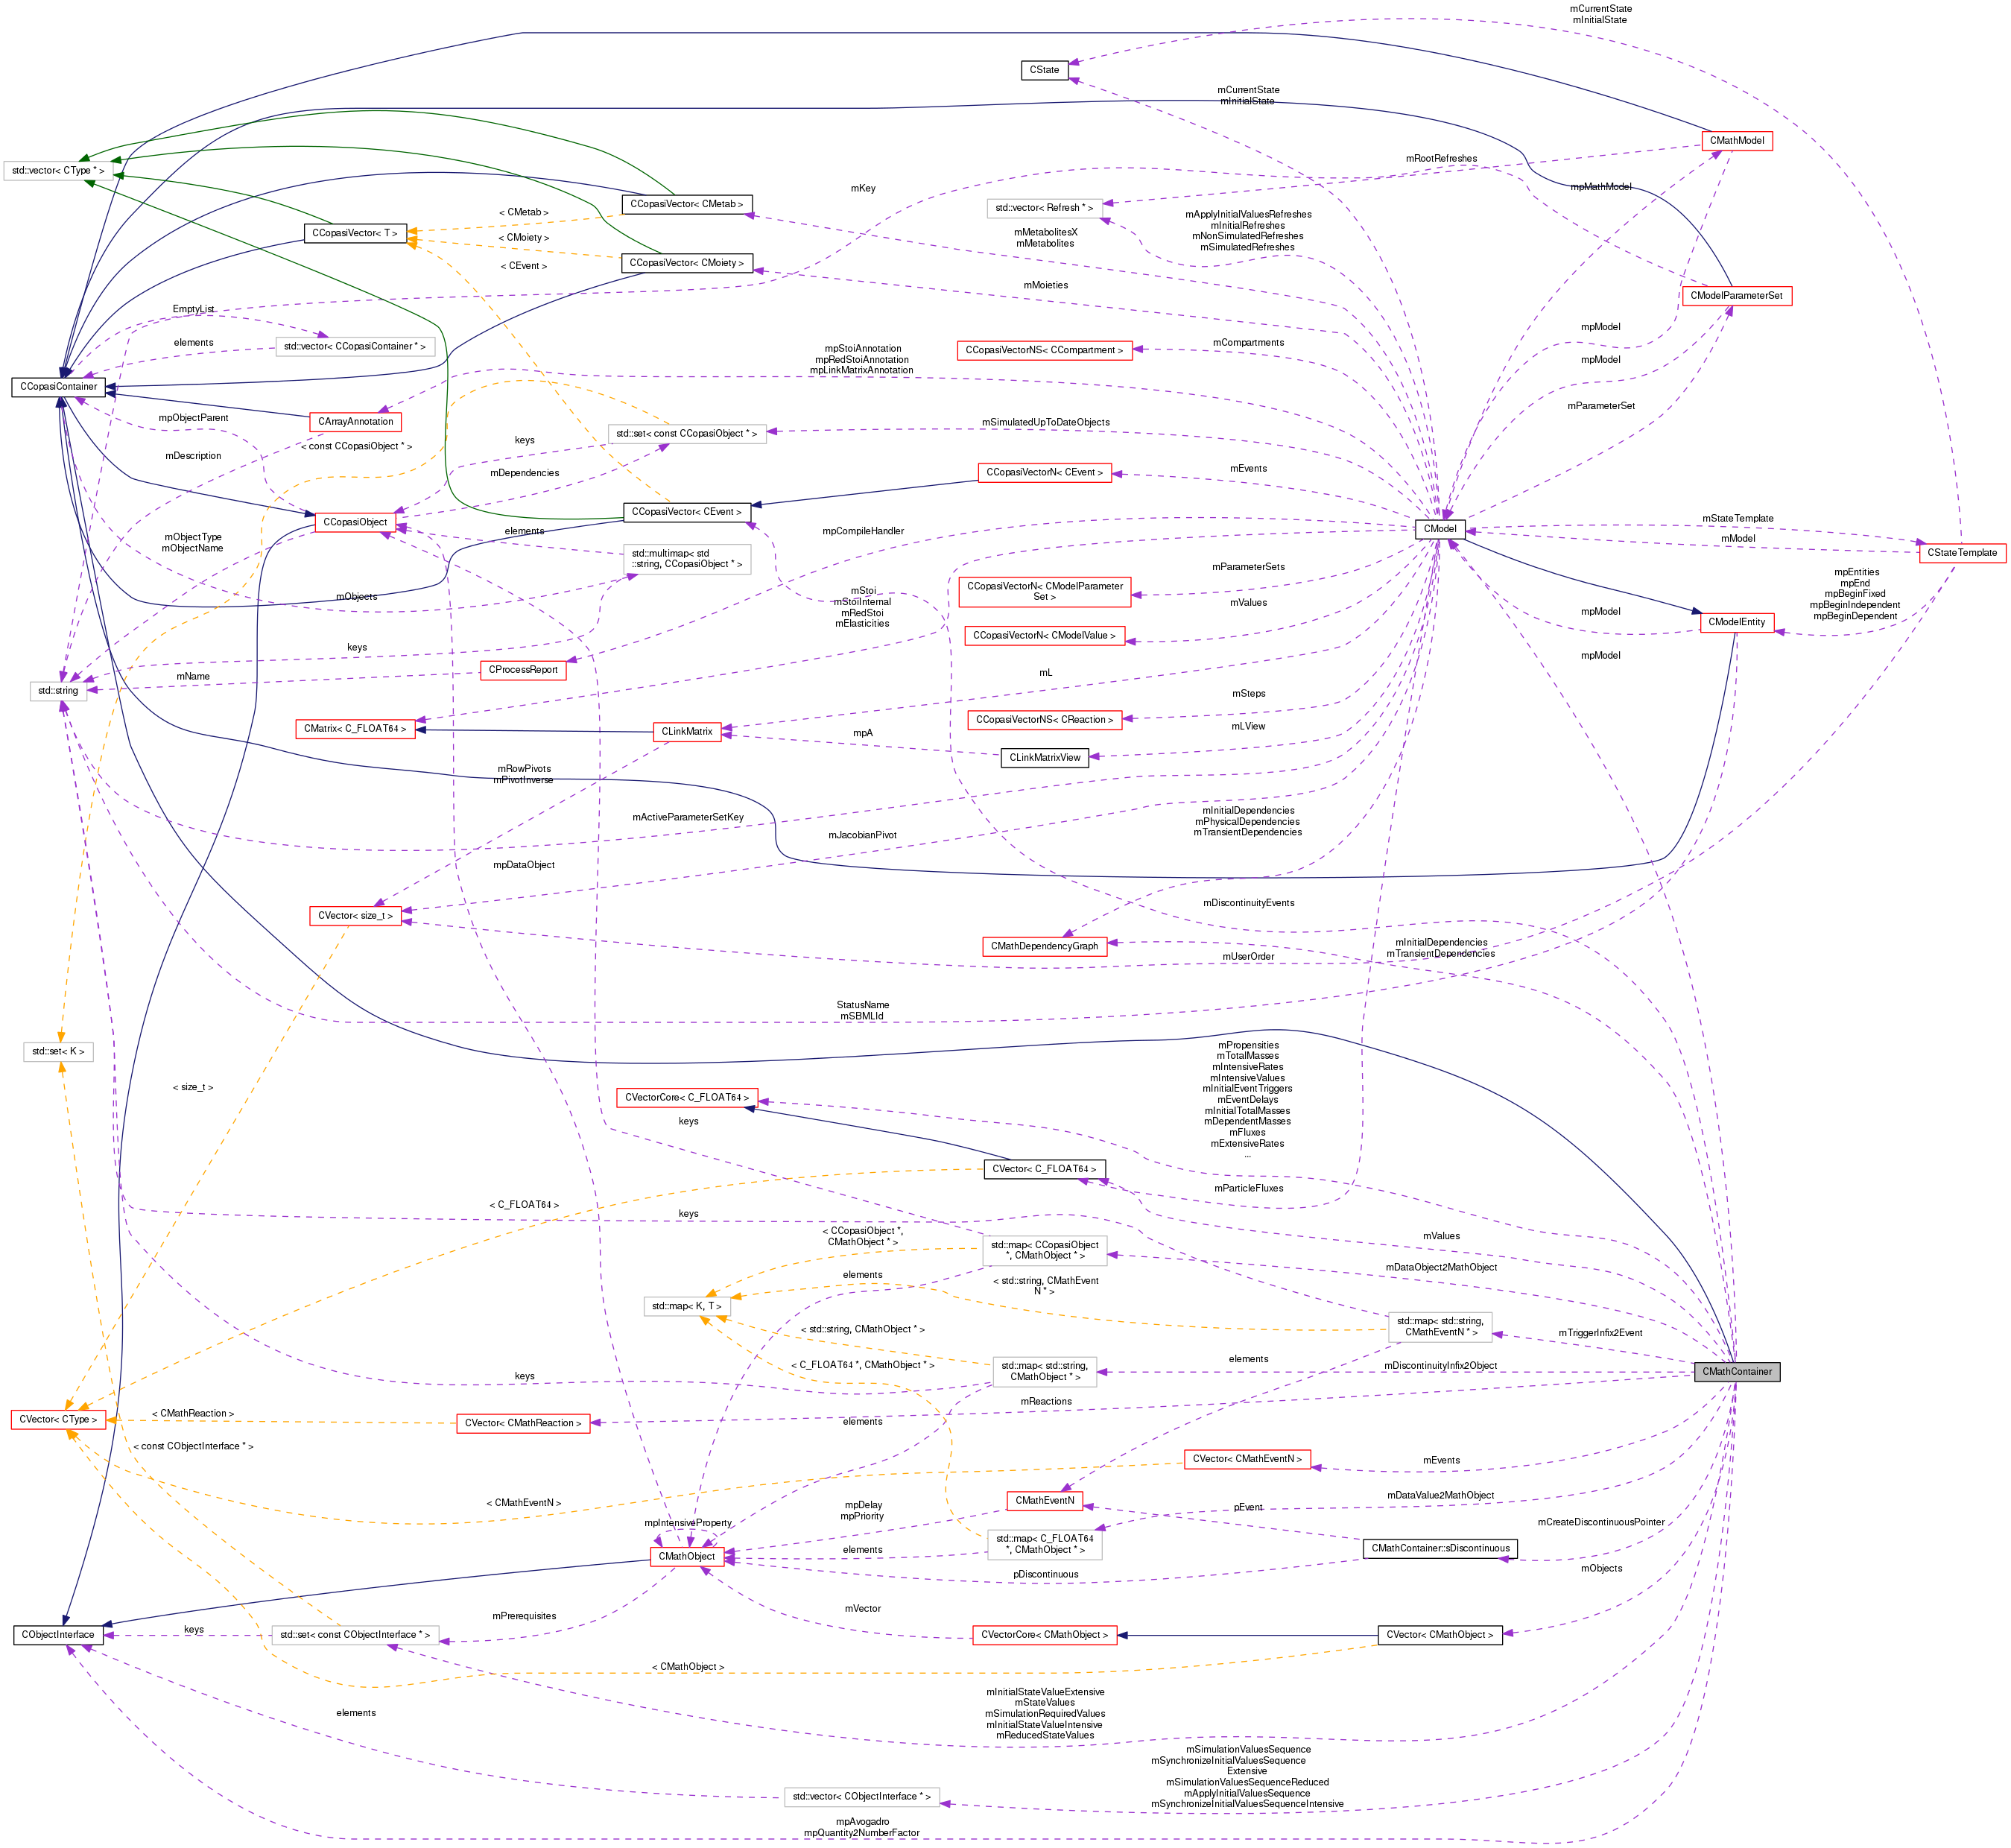 mCurrentState
mInitialState
CState
mCurrentState
mInitialState
CMathModel
mRootRefreshes
std::vector< CType * >
mKey
mpMathModel
CCopasiVector< CMetab >
std::vector< Refresh * >
< CMetab >
CCopasiVector< T >
< CMoiety >
mMetabolitesX
mMetabolites
mApplyInitialValuesRefreshes
mInitialRefreshes
mNonSimulatedRefreshes
mSimulatedRefreshes
CCopasiVector< CMoiety >
< CEvent >
mMoieties
CModelParameterSet
EmptyList
elements
std::vector< CCopasiContainer * >
mCompartments
CCopasiVectorNS< CCompartment >
mpStoiAnnotation
mpRedStoiAnnotation
mpLinkMatrixAnnotation
mpModel
mpModel
CCopasiContainer
mParameterSet
mpObjectParent
CArrayAnnotation
mSimulatedUpToDateObjects
std::set< const CCopasiObject * >
keys
< const CCopasiObject * >
mDescription
mDependencies
mEvents
CCopasiVectorN< CEvent >
CCopasiVector< CEvent >
CCopasiObject
elements
mpCompileHandler
CModel
mStateTemplate
mModel
CStateTemplate
mObjectType
mObjectName
std::multimap< std
::string, CCopasiObject * >
mParameterSets
CCopasiVectorN< CModelParameter
Set >
mpEntities
mpEnd
mpBeginFixed
mpBeginIndependent
mpBeginDependent
mObjects
mStoi
mStoiInternal
mRedStoi
mElasticities
mValues
CCopasiVectorN< CModelValue >
mpModel
CModelEntity
keys
mpModel
CProcessReport
mName
mL
std::string
mSteps
CCopasiVectorNS< CReaction >
CMatrix< C_FLOAT64 >
CLinkMatrix
mpA
mLView
CLinkMatrixView
mRowPivots
mPivotInverse
mActiveParameterSetKey
mJacobianPivot
mInitialDependencies
mPhysicalDependencies
mTransientDependencies
mpDataObject
mDiscontinuityEvents
CVector< size_t >
CMathDependencyGraph
mUserOrder
mInitialDependencies
mTransientDependencies
StatusName
mSBMLId
std::set< K >
< size_t >
mPropensities
mTotalMasses
mIntensiveRates
mIntensiveValues
mInitialEventTriggers
mEventDelays
mInitialTotalMasses
mDependentMasses
mFluxes
mExtensiveRates
...
CVectorCore< C_FLOAT64 >
keys
CVector< C_FLOAT64 >
mParticleFluxes
< C_FLOAT64 >
keys
< CCopasiObject *,
CMathObject * >
std::map< CCopasiObject
*, CMathObject * >
mValues
mDataObject2MathObject
elements
< std::string, CMathEvent
N * >
std::map< K, T >
< std::string, CMathObject * >
std::map< std::string,
CMathEventN * >
mTriggerInfix2Event
< C_FLOAT64 *, CMathObject * >
elements
std::map< std::string,
CMathObject * >
mDiscontinuityInfix2Object
CMathContainer
keys
mReactions
CVector< CType >
< CMathReaction >
CVector< CMathReaction >
elements
< const CObjectInterface * >
CVector< CMathEventN >
mEvents
< CMathEventN >
CMathEventN
mDataValue2MathObject
mpDelay
mpPriority
pEvent
mpIntensiveProperty
std::map< C_FLOAT64
*, CMathObject * >
mCreateDiscontinuousPointer
elements
CMathObject
CMathContainer::sDiscontinuous
pDiscontinuous
mObjects
mPrerequisites
mVector
CObjectInterface
keys
std::set< const CObjectInterface * >
CVectorCore< CMathObject >
CVector< CMathObject >
< CMathObject >
mInitialStateValueExtensive
mStateValues
mSimulationRequiredValues
mInitialStateValueIntensive
mReducedStateValues
elements
mSimulationValuesSequence
mSynchronizeInitialValuesSequence
Extensive
mSimulationValuesSequenceReduced
mApplyInitialValuesSequence
mSynchronizeInitialValuesSequenceIntensive
std::vector< CObjectInterface * >
mpAvogadro
mpQuantity2NumberFactor